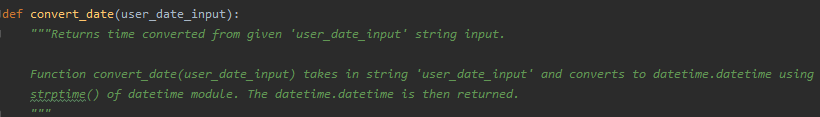 def convert_date(user_date_input):
"""Returns time converted from given 'user_date_input' string input.
Function convert_date(user_date_input) takes in string 'user_date_input' and converts to datetime.datetime using
strptime() of datetime module. The datetime.datetime is then returned.
"""